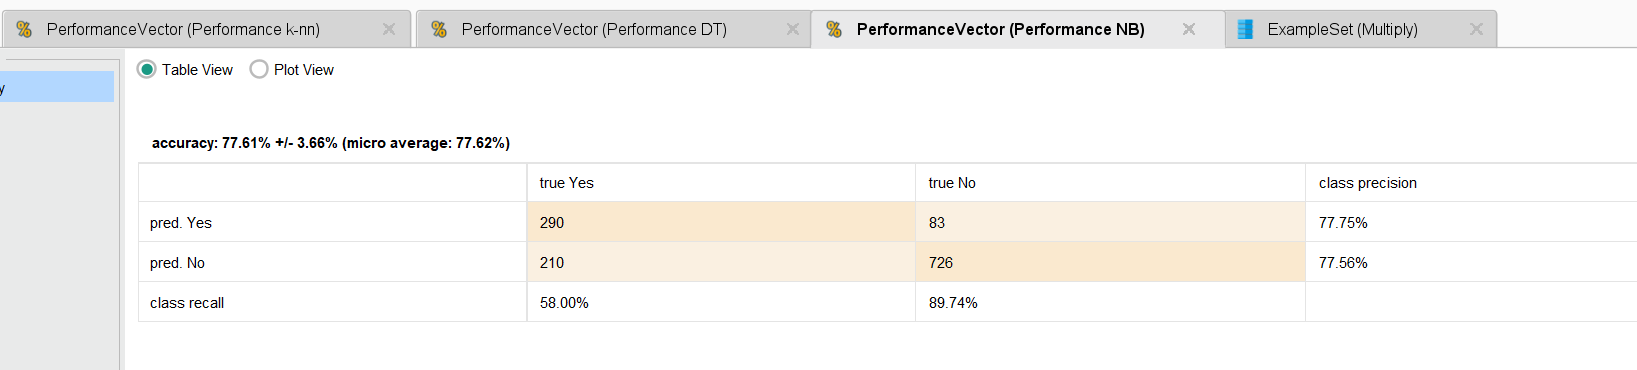 % PerformanceVector (Performance k-nn) % PerformanceVector (Performance DT) % PerformanceVector (Performance NB) ExampleSet (Multiply)
y
Table View Plot View
accuracy: 77.61% +/- 3.66% (micro average: 77.62%)
true Yes true No class precision
pred. Yes 290 83 77.75%
pred. No 210 726 77.56%
class recall 58.00% 89.74%